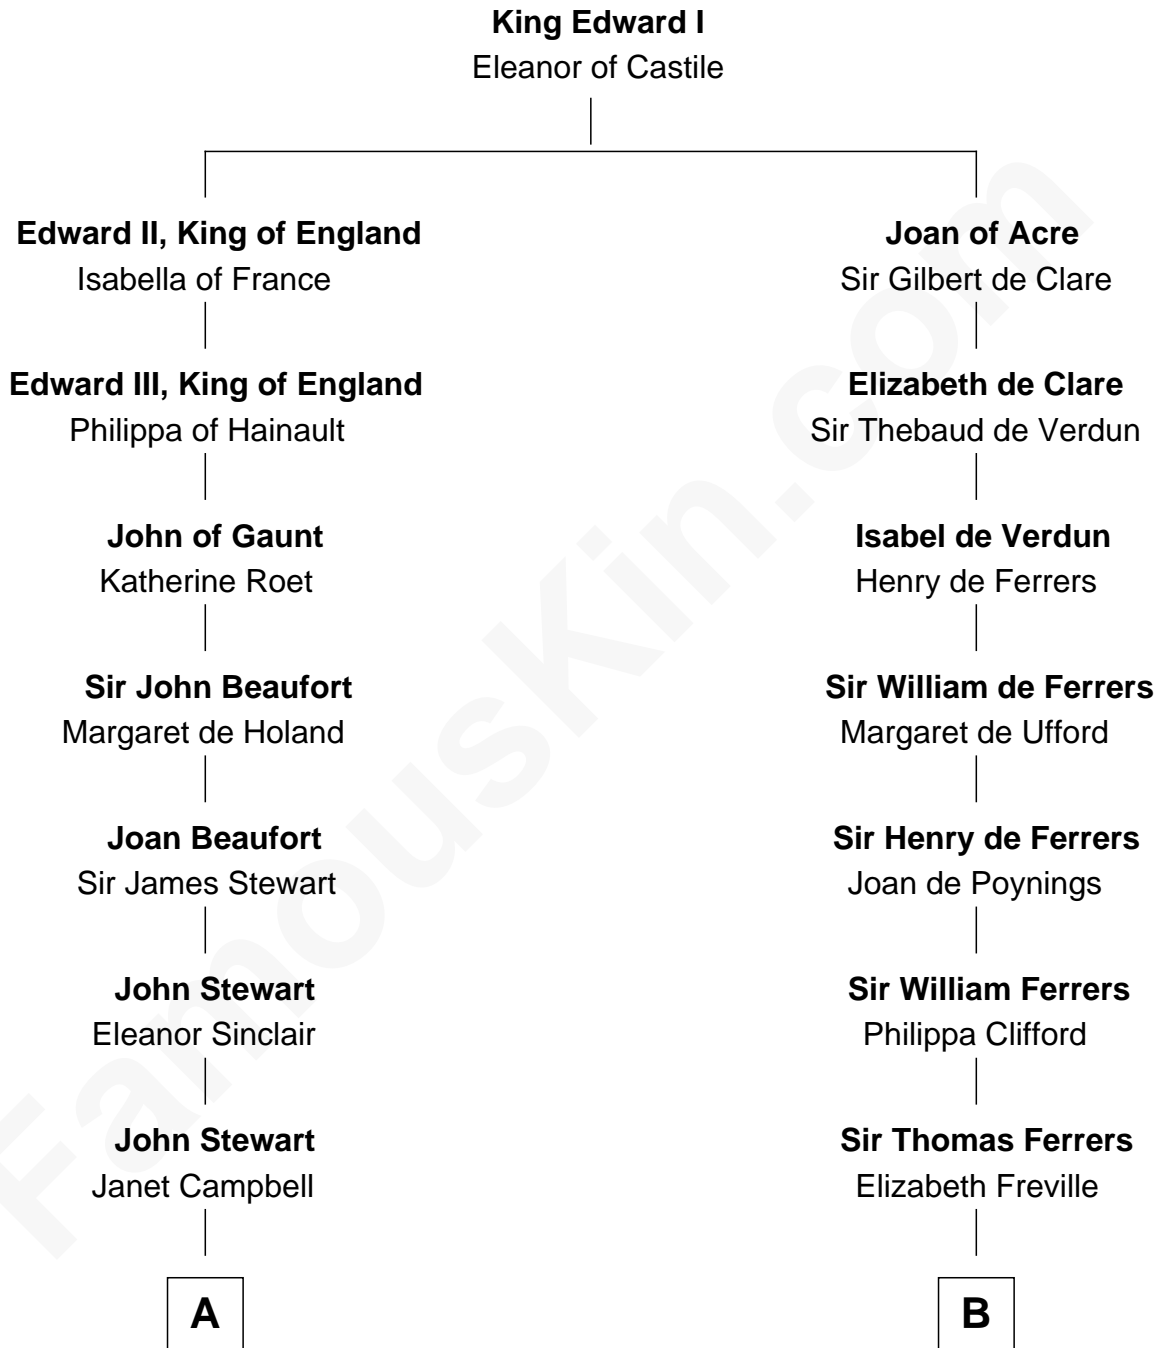 King Edward I
Eleanor of Castile
Edward II, King of England
Isabella of France
Joan of Acre
Sir Gilbert de Clare
Edward III, King of England
Philippa of Hainault
Elizabeth de Clare
Sir Thebaud de Verdun
John of Gaunt
Katherine Roet
Isabel de Verdun
Henry de Ferrers
Sir John Beaufort
Margaret de Holand
Sir William de Ferrers
Margaret de Ufford
Joan Beaufort
Sir James Stewart
Sir Henry de Ferrers
Joan de Poynings
John Stewart
Eleanor Sinclair
Sir William Ferrers
Philippa Clifford
John Stewart
Janet Campbell
Sir Thomas Ferrers
Elizabeth Freville
A
B
FamousKin.com